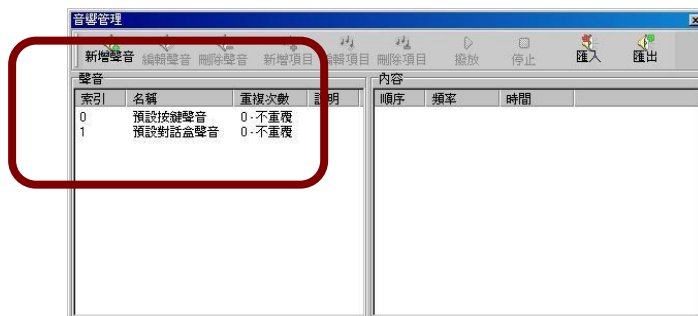 音響管理
新增聲音 編輯聲音 刪除聲音 新增項目 編輯項目 刪除項目 撥放 停止 匯入 匯出
聲音 內容
索引 名稱 重複次數 說明 順序 頻率 時間
0 預設按鍵聲音 0-不重覆
1 預設對話盒聲音 0-不重覆